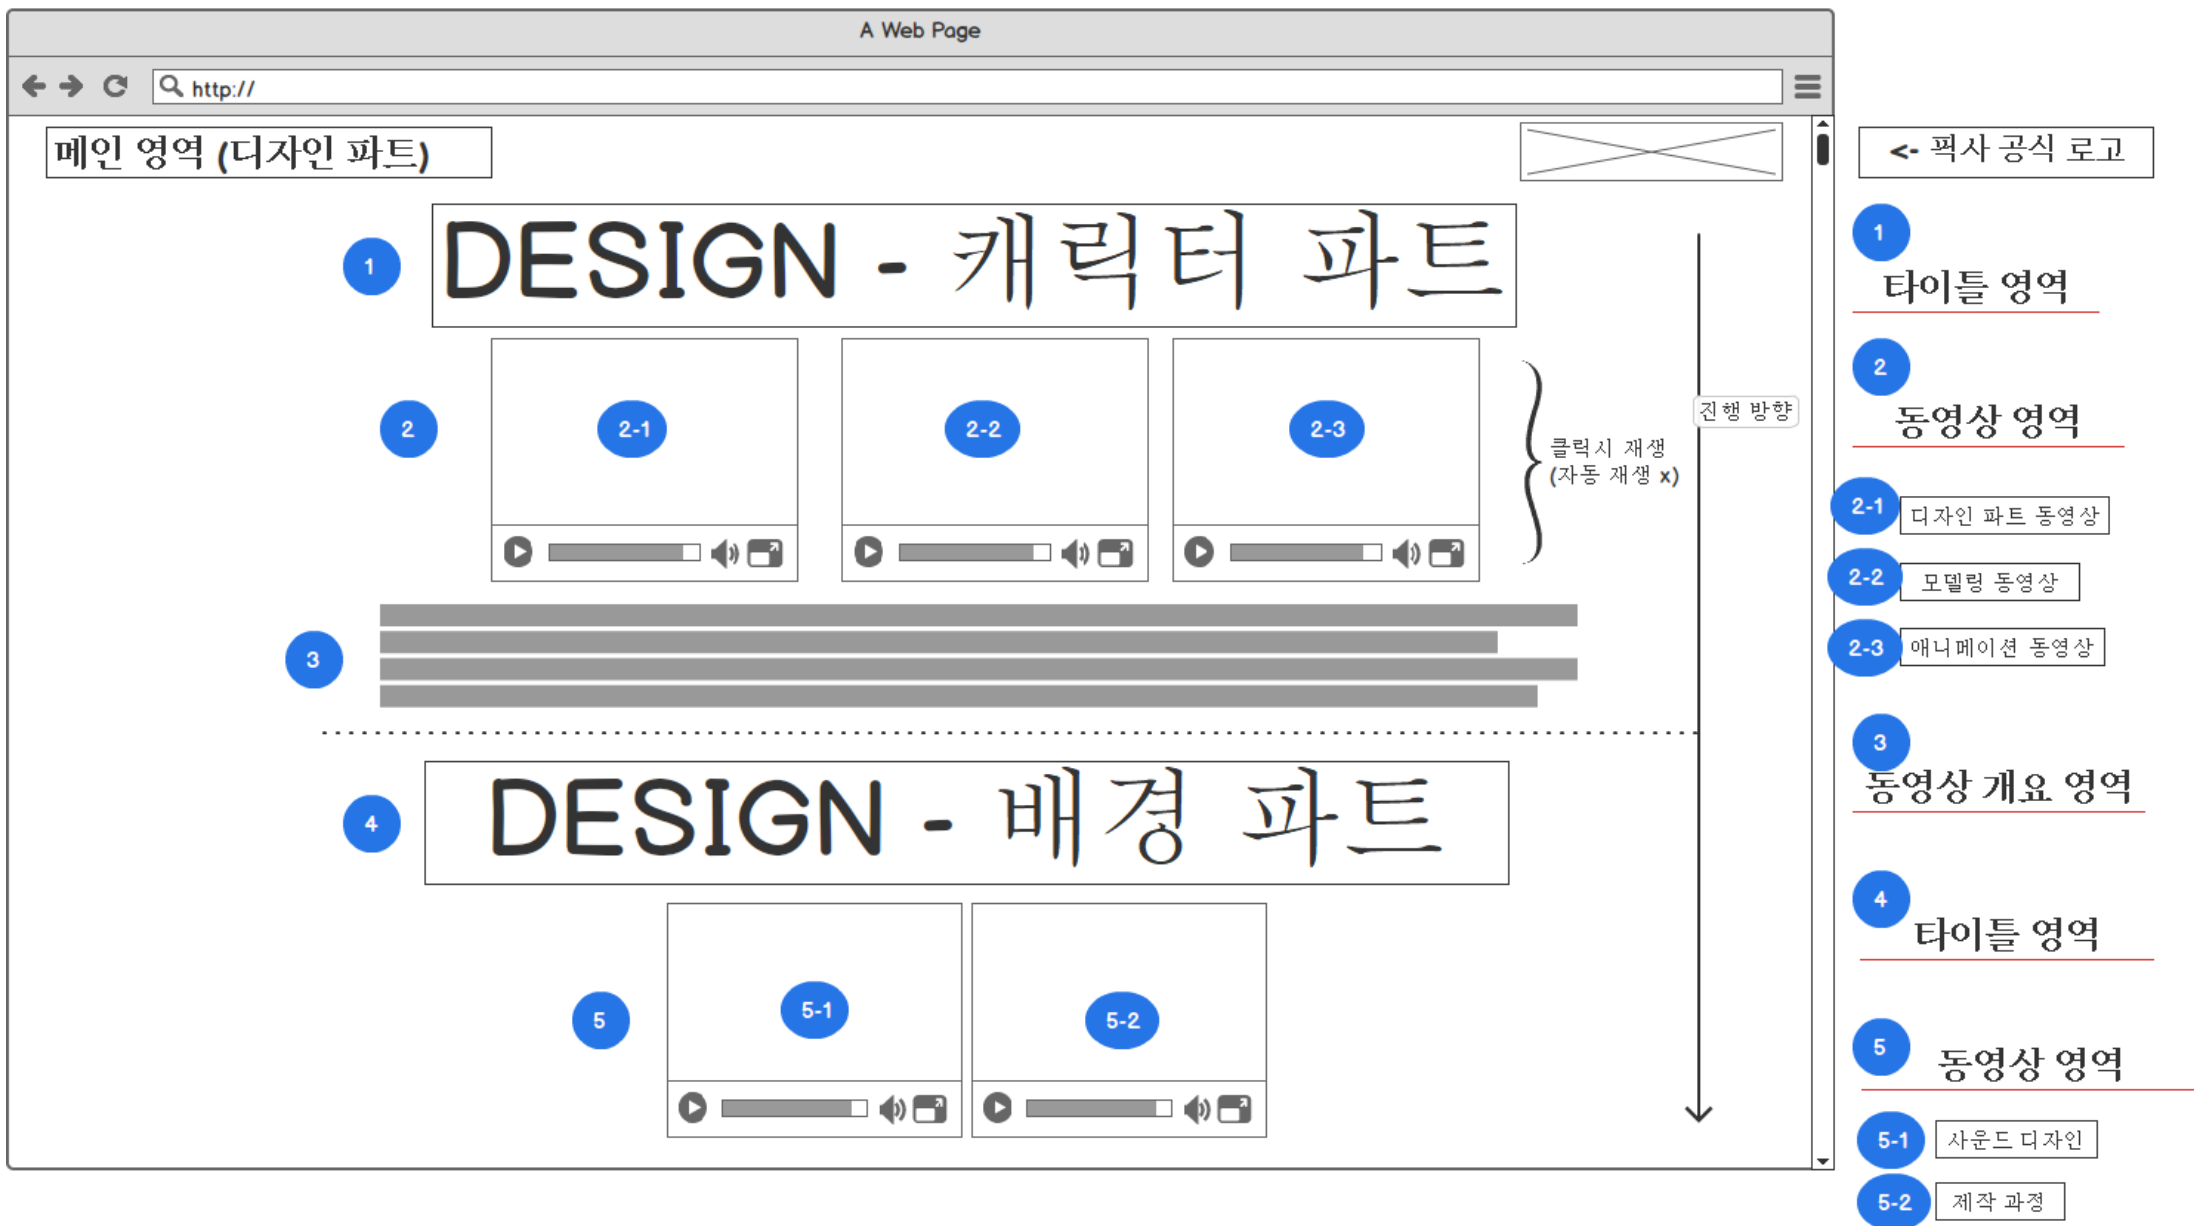 A Web Page
http://
메인 영역 (디자인 파트)
<- 픽사 공식 로고
1
DESIGN - 캐릭터 파트
2
2-1
2-2
2-3
클릭시 재생
(자동 재생 x)
진행 방향
3
4
DESIGN - 배경 파트
5
5-1
5-2
1
타이틀 영역
2
동영상 영역
2-1
디자인 파트 동영상
2-2
모델링 동영상
2-3
애니메이션 동영상
3
동영상 개요 영역
4
타이틀 영역
5
동영상 영역
5-1
사운드 디자인
5-2
제작 과정